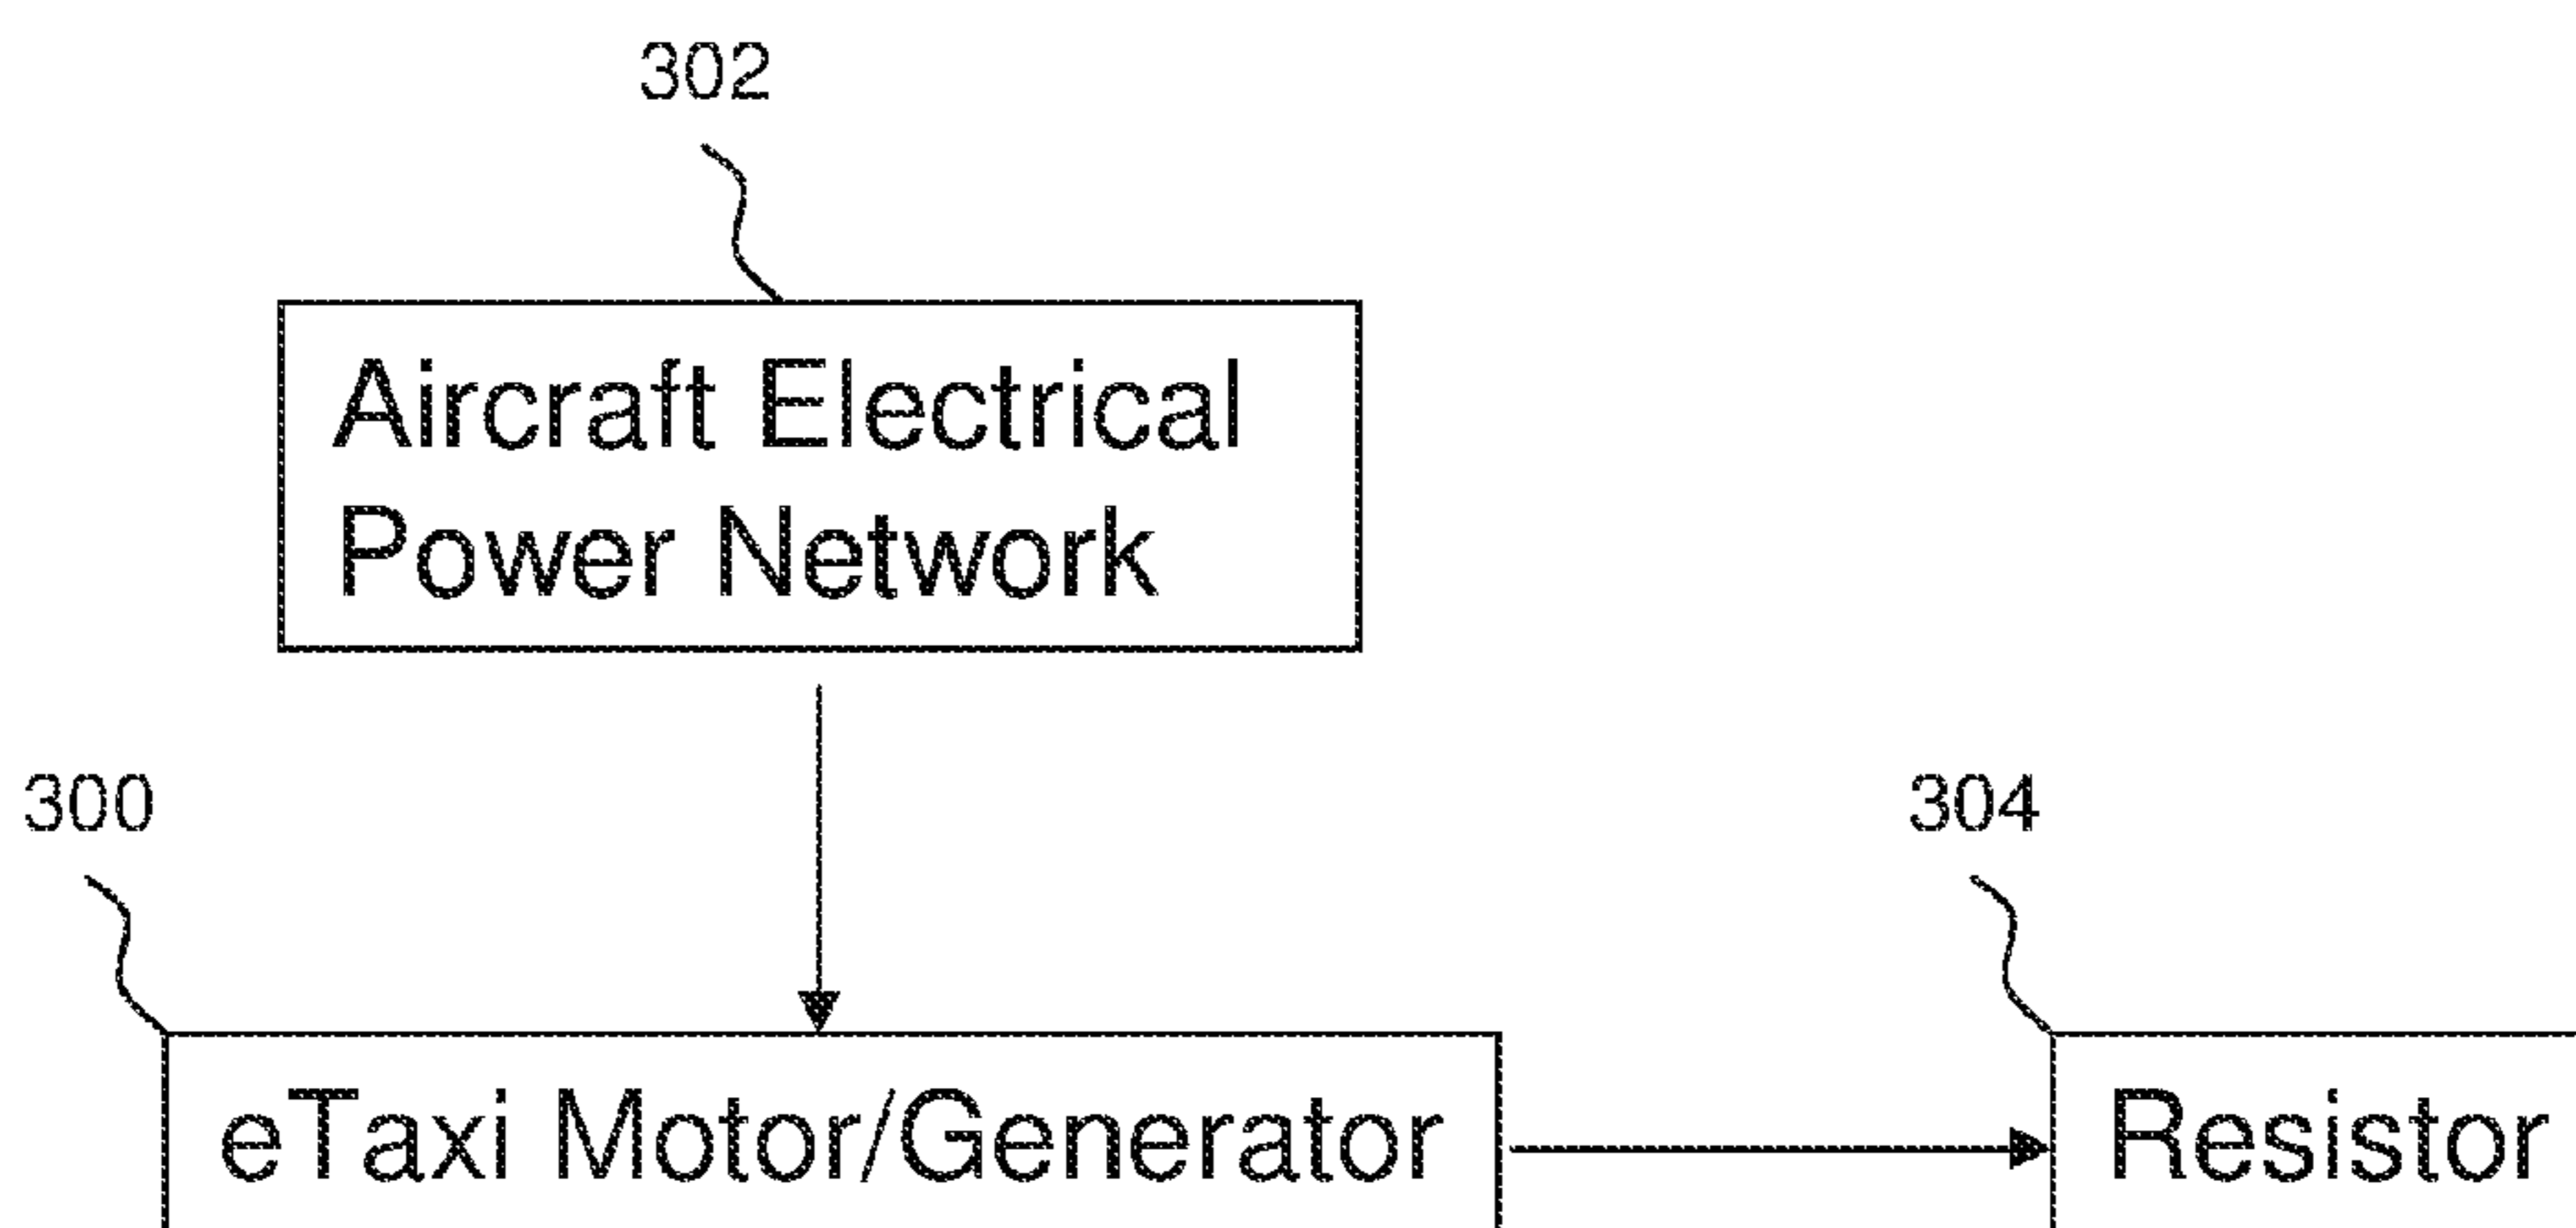 302
Aircraft Electrical
Power Network
300
304
eTaxi Motor/Generator
Resistor